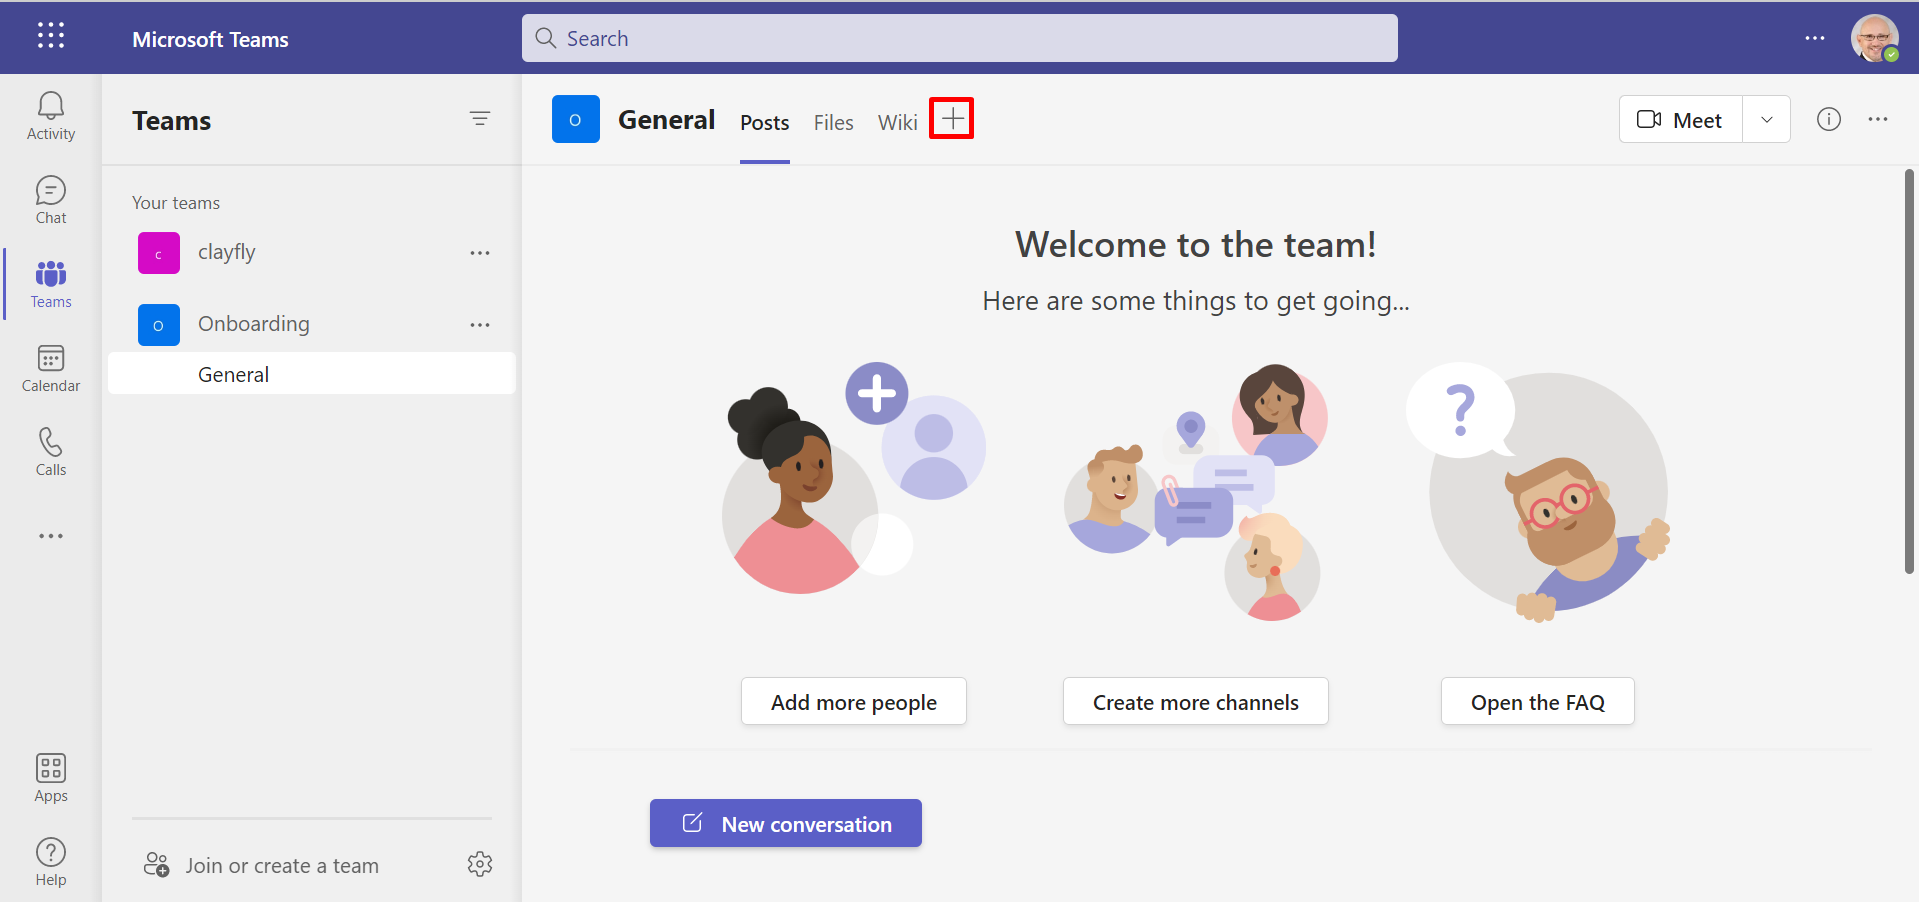 Microsoft Teams
Search
Activity
Chat
Teams
Calendar
Calls
Apps
Help
Teams
Your teams
c
clayfly
O
Onboarding
General
Join or create a team
O
General
Posts
Files
Wiki
Meet
Welcome to the team!
Here are some things to get going...
?
Add more people
Create more channels
Open the FAQ
New conversation